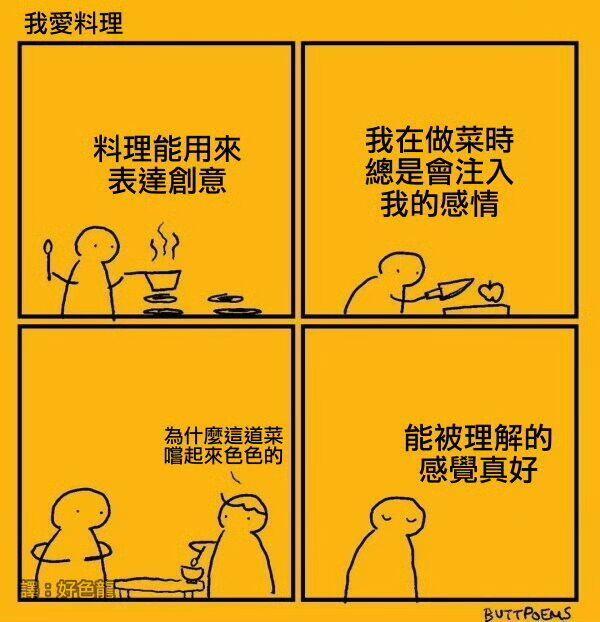 我愛料理
料理能用來
表達創意
我在做菜時
總是會注入
我的感情
為什麼這道菜
嚐起來色色的
能被理解的
感覺真好
譯：好色龍
BUTTPOEMS